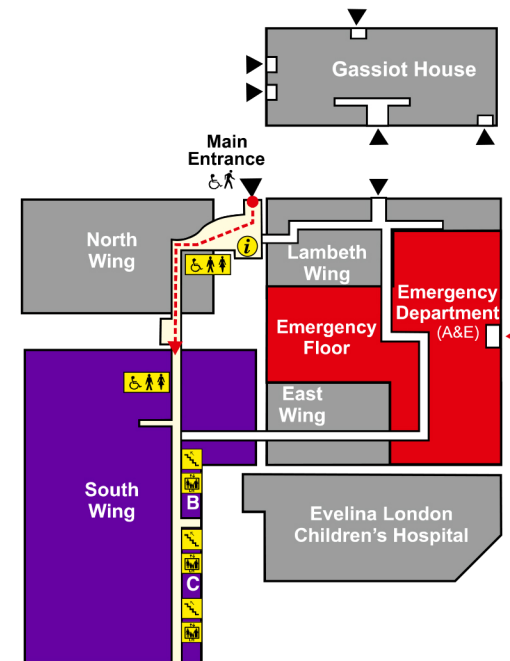 Gassiot House
Main
Entrance
North
Wing
i
Lambeth
Wing
Emergency
Department
(A&E)
Emergency
Floor
East
Wing
South
Wing
B
Evelina London
Children's Hospital
C